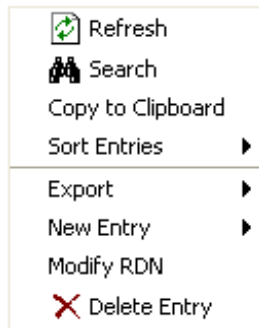 Refresh
Search
Copy to Clipboard
Sort Entries
Export
New Entry
Modify RDN
Delete Entry